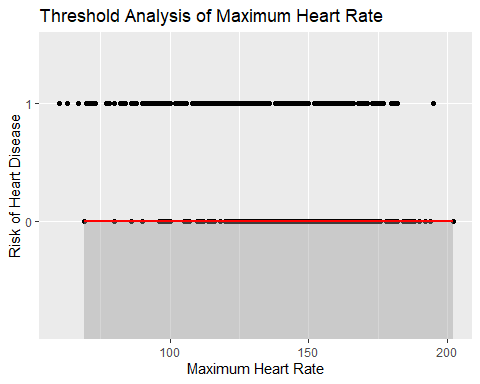 Threshold Analysis of Maximum Heart Rate
Risk of Heart Disease
1
0
100
150
200
Maximum Heart Rate